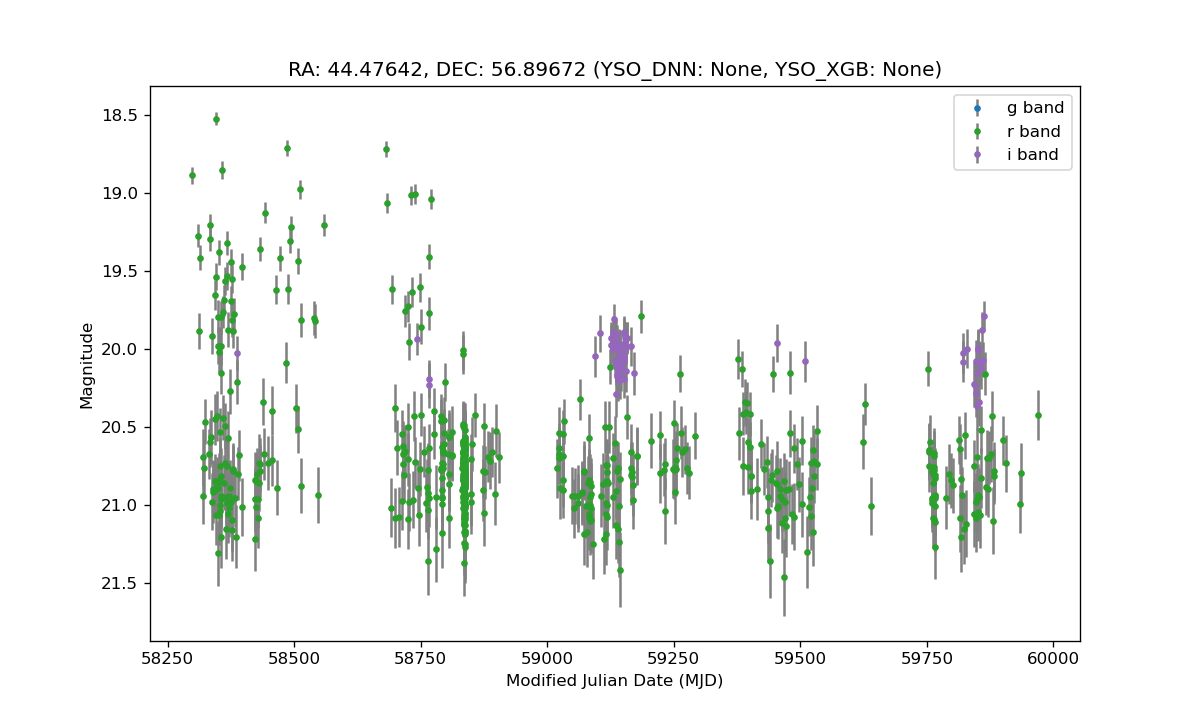 RA: 44.47642, DEC: 56.89672 (YSO_DNN: None, YSO_XGB: None)
g band
r band
i band
18.5
19.0
19.5
20.0
20.5
21.0
21.5
Magnitude
58250 58500 58750 59000 59250 59500 59750 60000
Modified Julian Date (MJD)